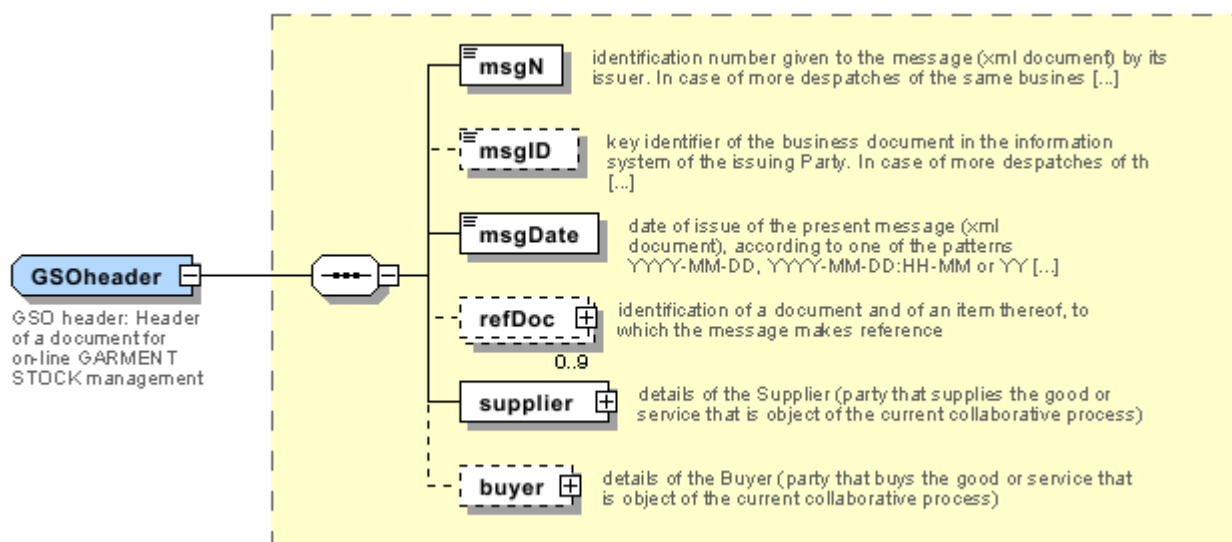 msgN
identification number given to the message (xml document) by its
issuer. In case of more despatches of the same busines [...]
msgID
key identifier of the business document in the information
system of the issuing Party. In case of more despatches of th
[...]
msgDate
date of issue of the present message (xml
document), according to one of the patterns
YYYY-MM-DD, YYYY-MM-DD:HH-MM or YY [...]
GSOheader
GSO header: Header
of a document for
on-line GARMENT
STOCK management
refDoc
0..9
identification of a document and of an item thereof, to
which the message makes reference
supplier
details of the Supplier (party that supplies the good or
service that is object of the current collaborative process)
buyer
details of the Buyer (party that buys the good or service that
is object of the current collaborative process)